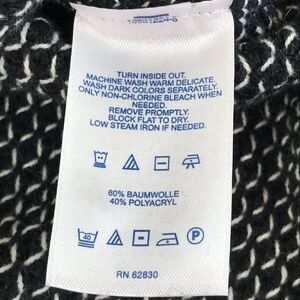 TURN INSIDE OUT.
MACHINE WASH WARM DELICATE.
WASH DARK COLORS SEPARATELY.
ONLY NON-CHLORINE BLEACH WHEN
NEEDED.
REMOVE PROMPTLY.
BLOCK FLAT TO DRY.
LOW STEAM IRON IF NEEDED.
60% BAUMWOLLE
40% POLYACRYL
40
P
RN 62830